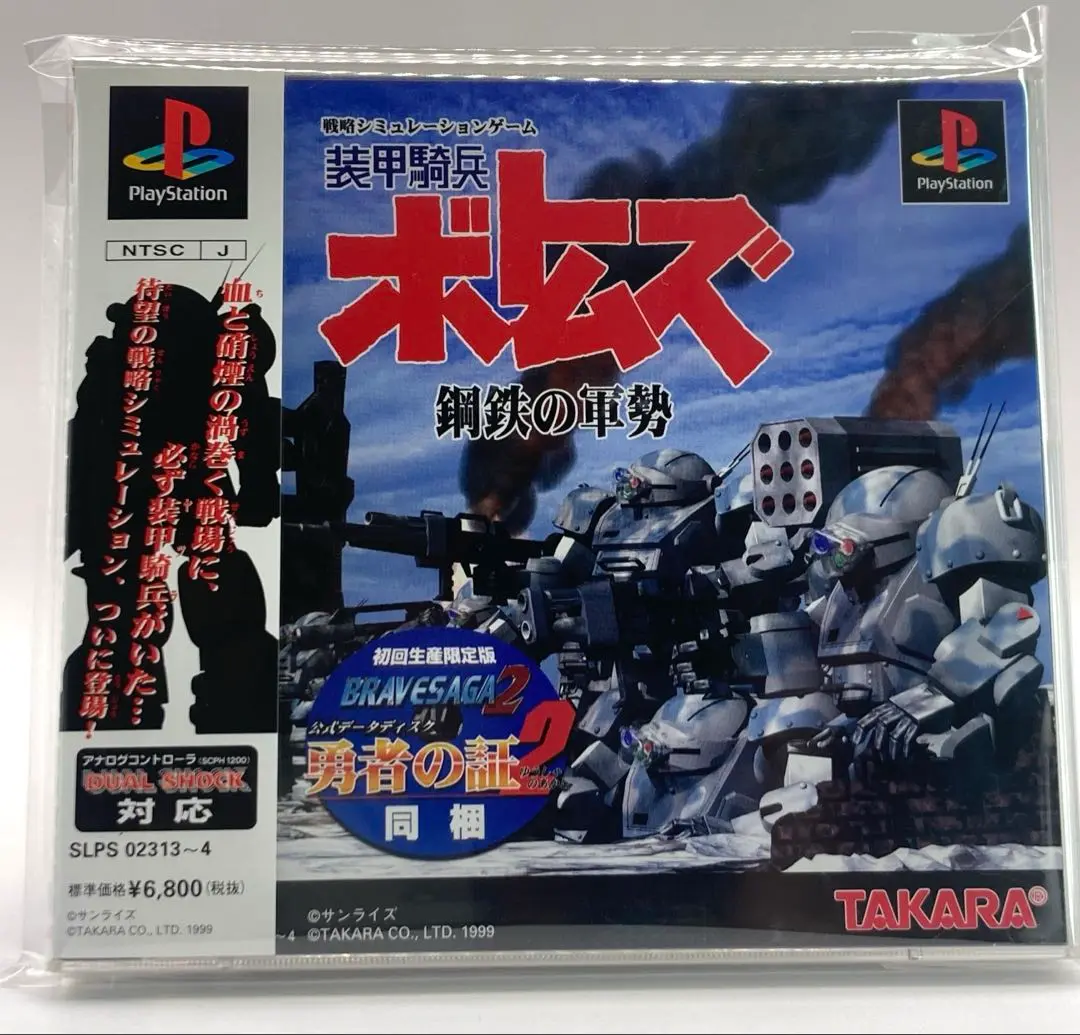 PlayStation
NTSC J
血と硝煙の渦巻く戦場に、
必ず装甲騎兵がいた…
待望の戦略シミュレーション、ついに登場!
アナログコントローラ(SCPH1200)
DUAL SHOCK
対応
SLPS 02313~4
標準価格¥6,800(税抜)
©サンライズ
©TAKARA CO., LTD. 1999
PlayStation
戦略シミュレーションゲーム
装甲騎兵
ボトムズ
鋼鉄の軍勢
初回生産限定版
BRAVESAGA2
公式データディスク
勇者の証2
同梱
~4
©サンライズ
©TAKARA CO., LTD. 1999
TAKARA®